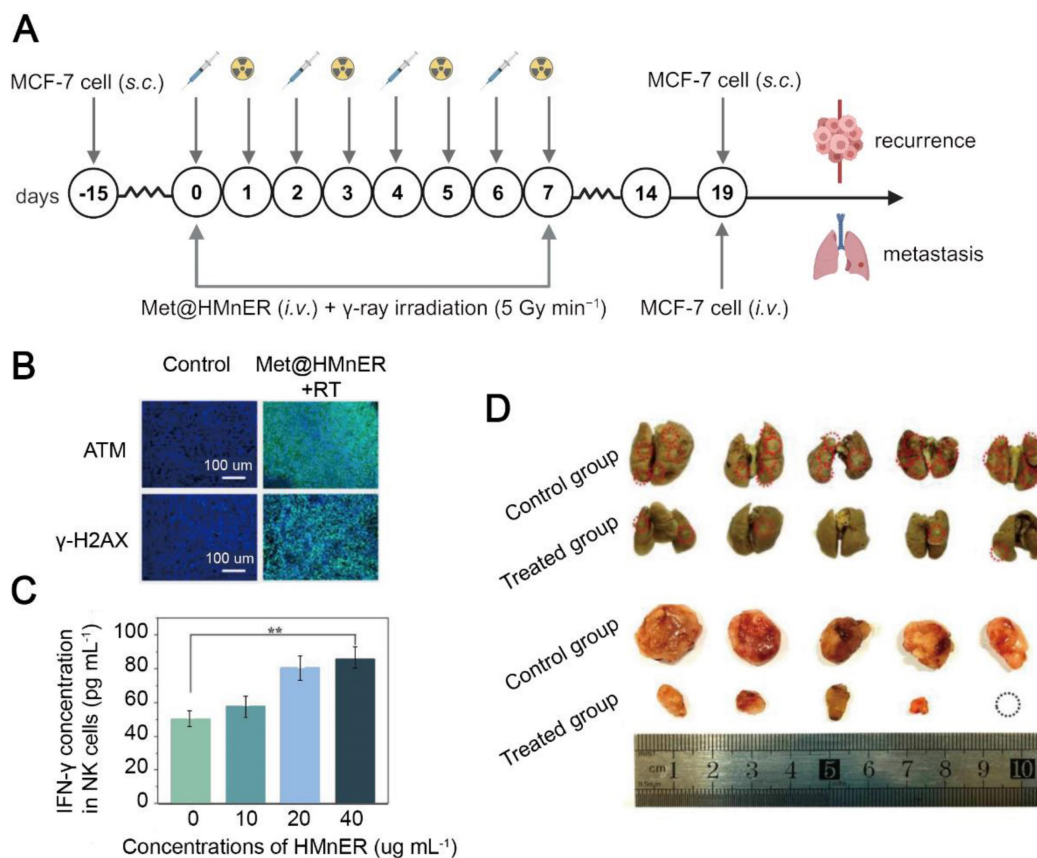 A
MCF-7 cell (s.c.)
MCF-7 cell (s.c.)
recurrence
days
-15
0
1
2
3
4
5
6
7
14
19
metastasis
Met@HMnER (i.v.) + γ-ray irradiation (5 Gy min⁻¹)
MCF-7 cell (i.v.)
B
Control
Met@HMnER
+RT
ATM
100 um
γ-H2AX
100 um
C
IFN-γ concentration
in NK cells (pg mL⁻¹)
100
80
60
40
20
0
**
0 10 20 40
Concentrations of HMnER (ug mL⁻¹)
D
Control group
Treated group
Control group
Treated group
cm 1 2 3 4 5 6 7 8 9 10